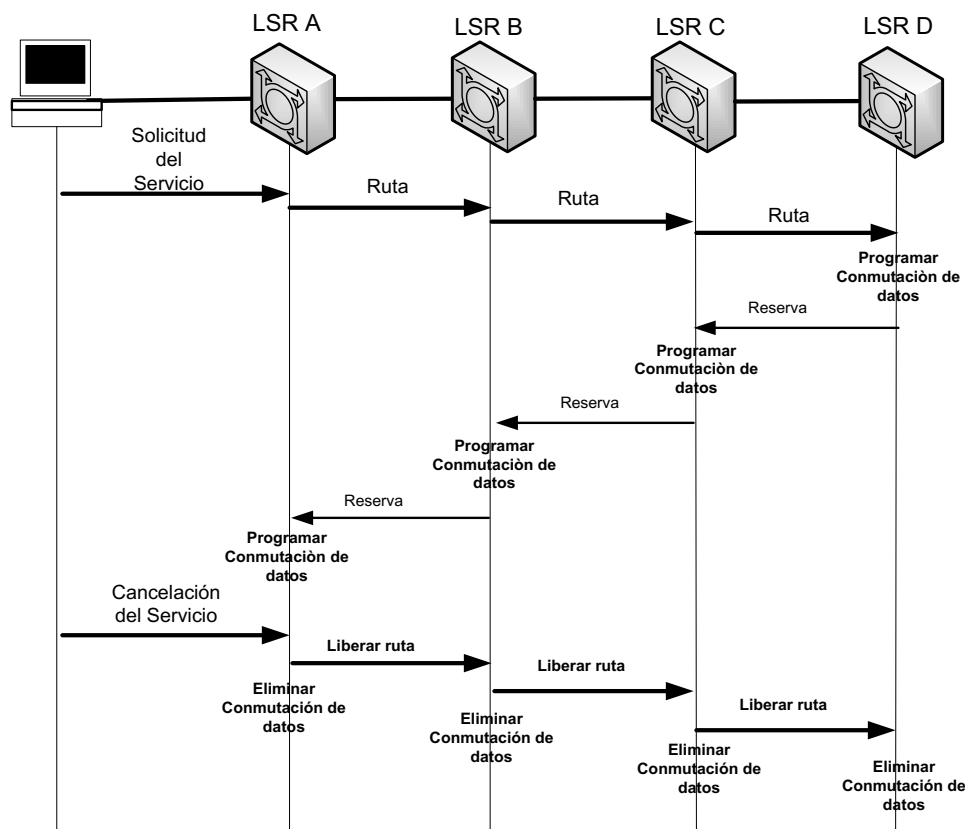 LSR A
LSR B
LSR C
LSR D
Solicitud
del
Servicio
Ruta
Ruta
Ruta
Programar
Conmutaciòn de
datos
Reserva
Programar
Conmutaciòn de
datos
Reserva
Programar
Conmutaciòn de
datos
Reserva
Programar
Conmutaciòn de
datos
Cancelación
del Servicio
Liberar ruta
Liberar ruta
Liberar ruta
Eliminar
Conmutación de
datos
Eliminar
Conmutación de
datos
Eliminar
Conmutación de
datos
Eliminar
Conmutación de
datos